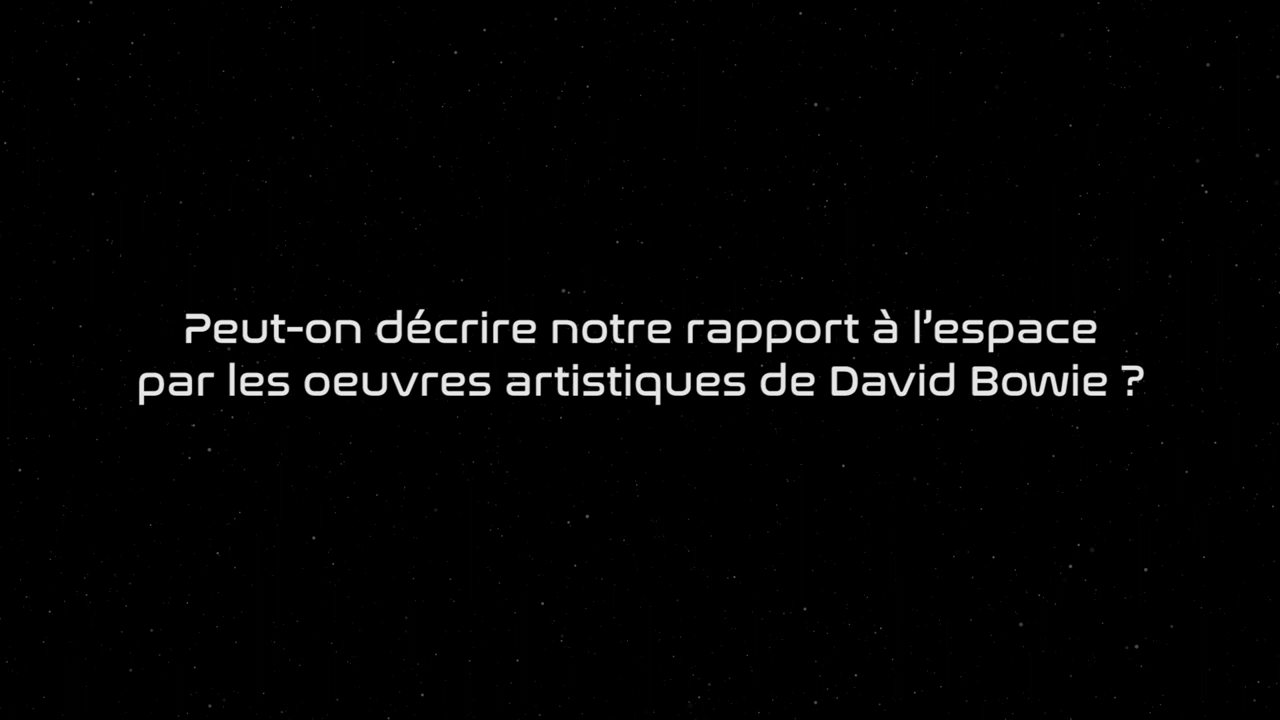 Peut-on décrire notre rapport à l'espace
par les oeuvres artistiques de David Bowie ?